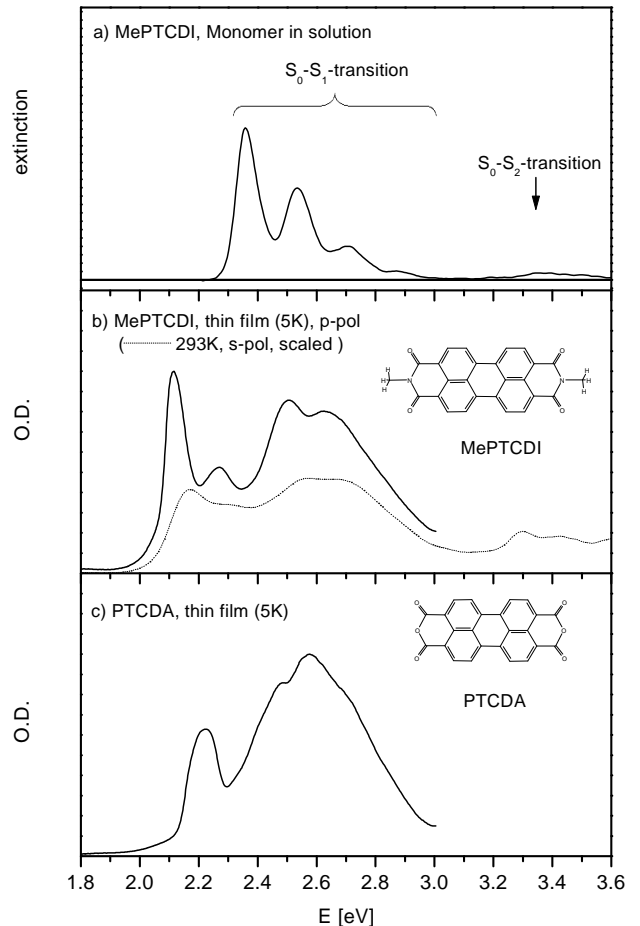 a) MePTCDI, Monomer in solution
S0-S1-transition
S0-S2-transition
extinction
b) MePTCDI, thin film (5K), p-pol
( ............ 293K, s-pol, scaled )
O O
H H
N N
H H
H H
O O
MePTCDI
O.D.
c) PTCDA, thin film (5K)
O O
O O
O O
PTCDA
O.D.
1.8 2.0 2.2 2.4 2.6 2.8 3.0 3.2 3.4 3.6
E [eV]